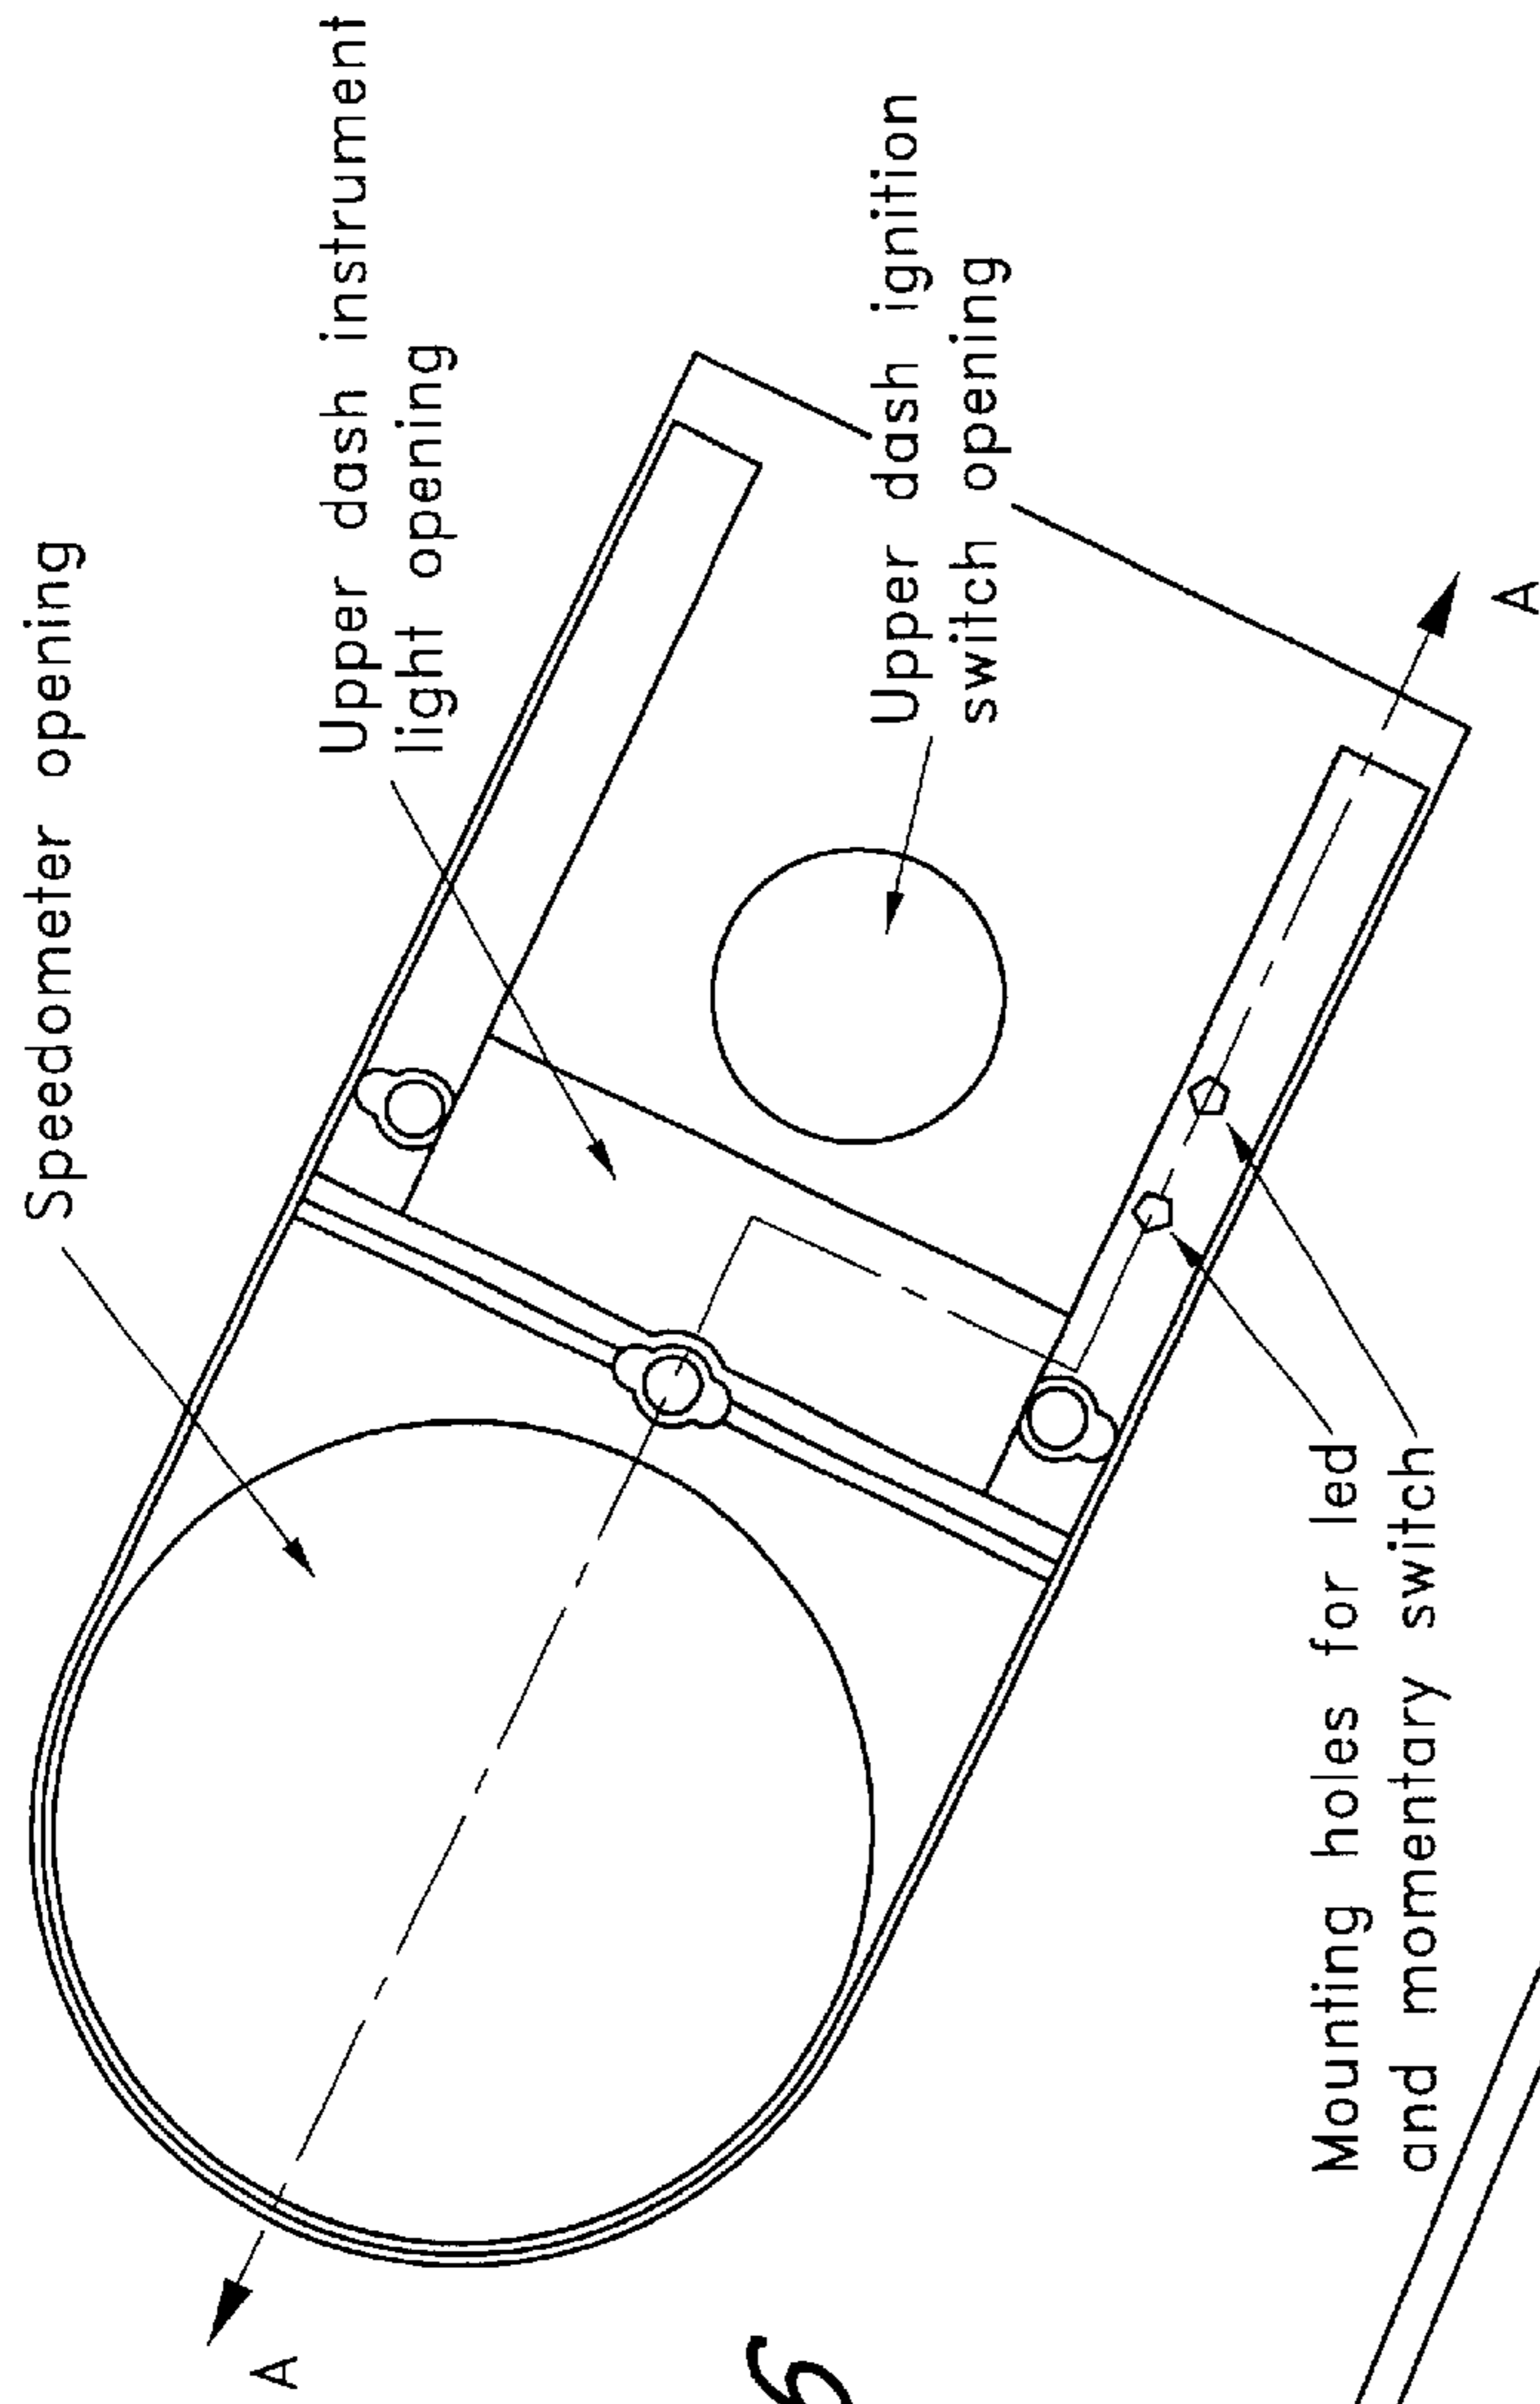 Speedometer opening
Upper dash instrument
light opening
Upper dash ignition
switch opening
Mounting holes for led
and momentary switch
A
A